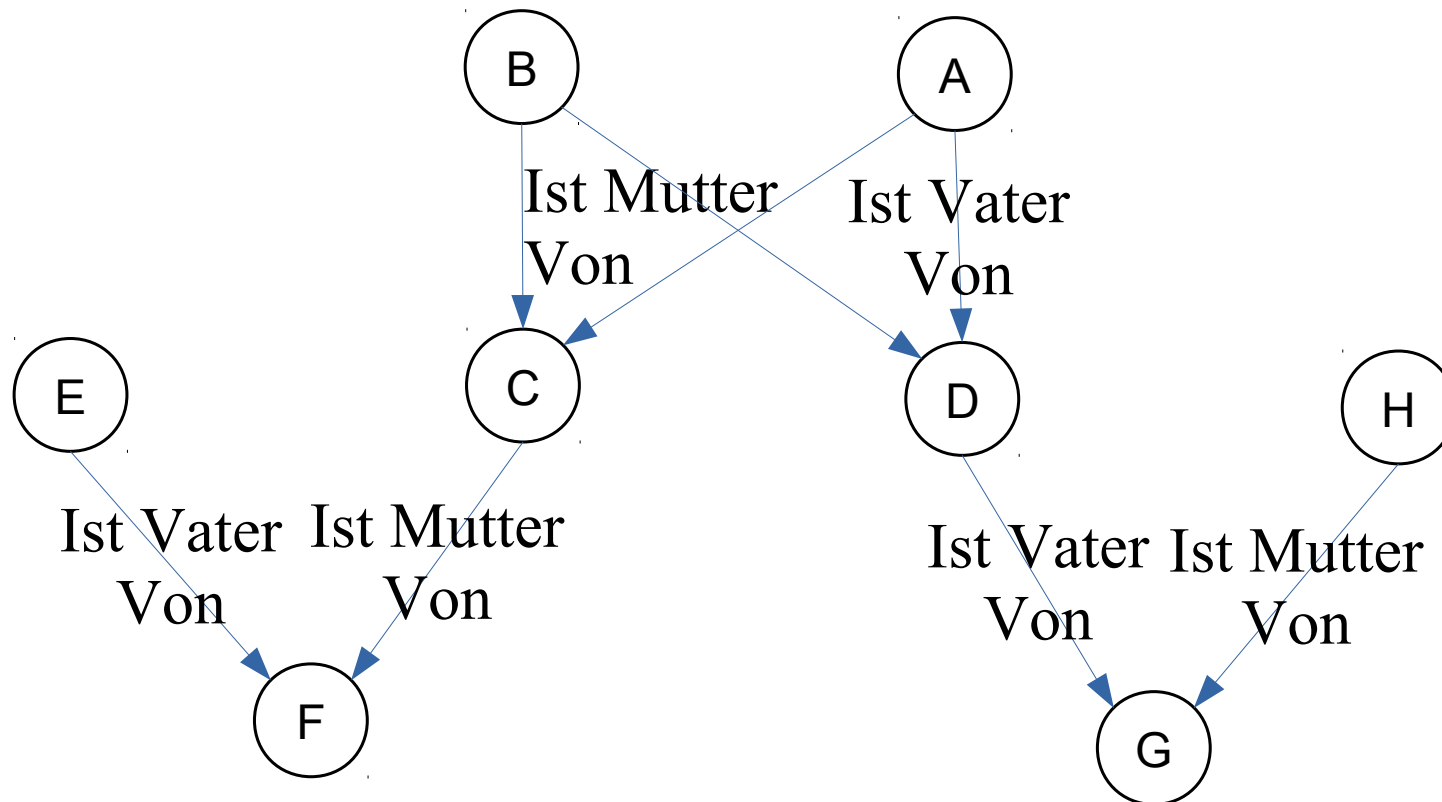 B
A
Ist Mutter
Von
Ist Vater
Von
E
C
D
H
Ist Vater
Von
Ist Mutter
Von
Ist Vater
Von
Ist Mutter
Von
F
G